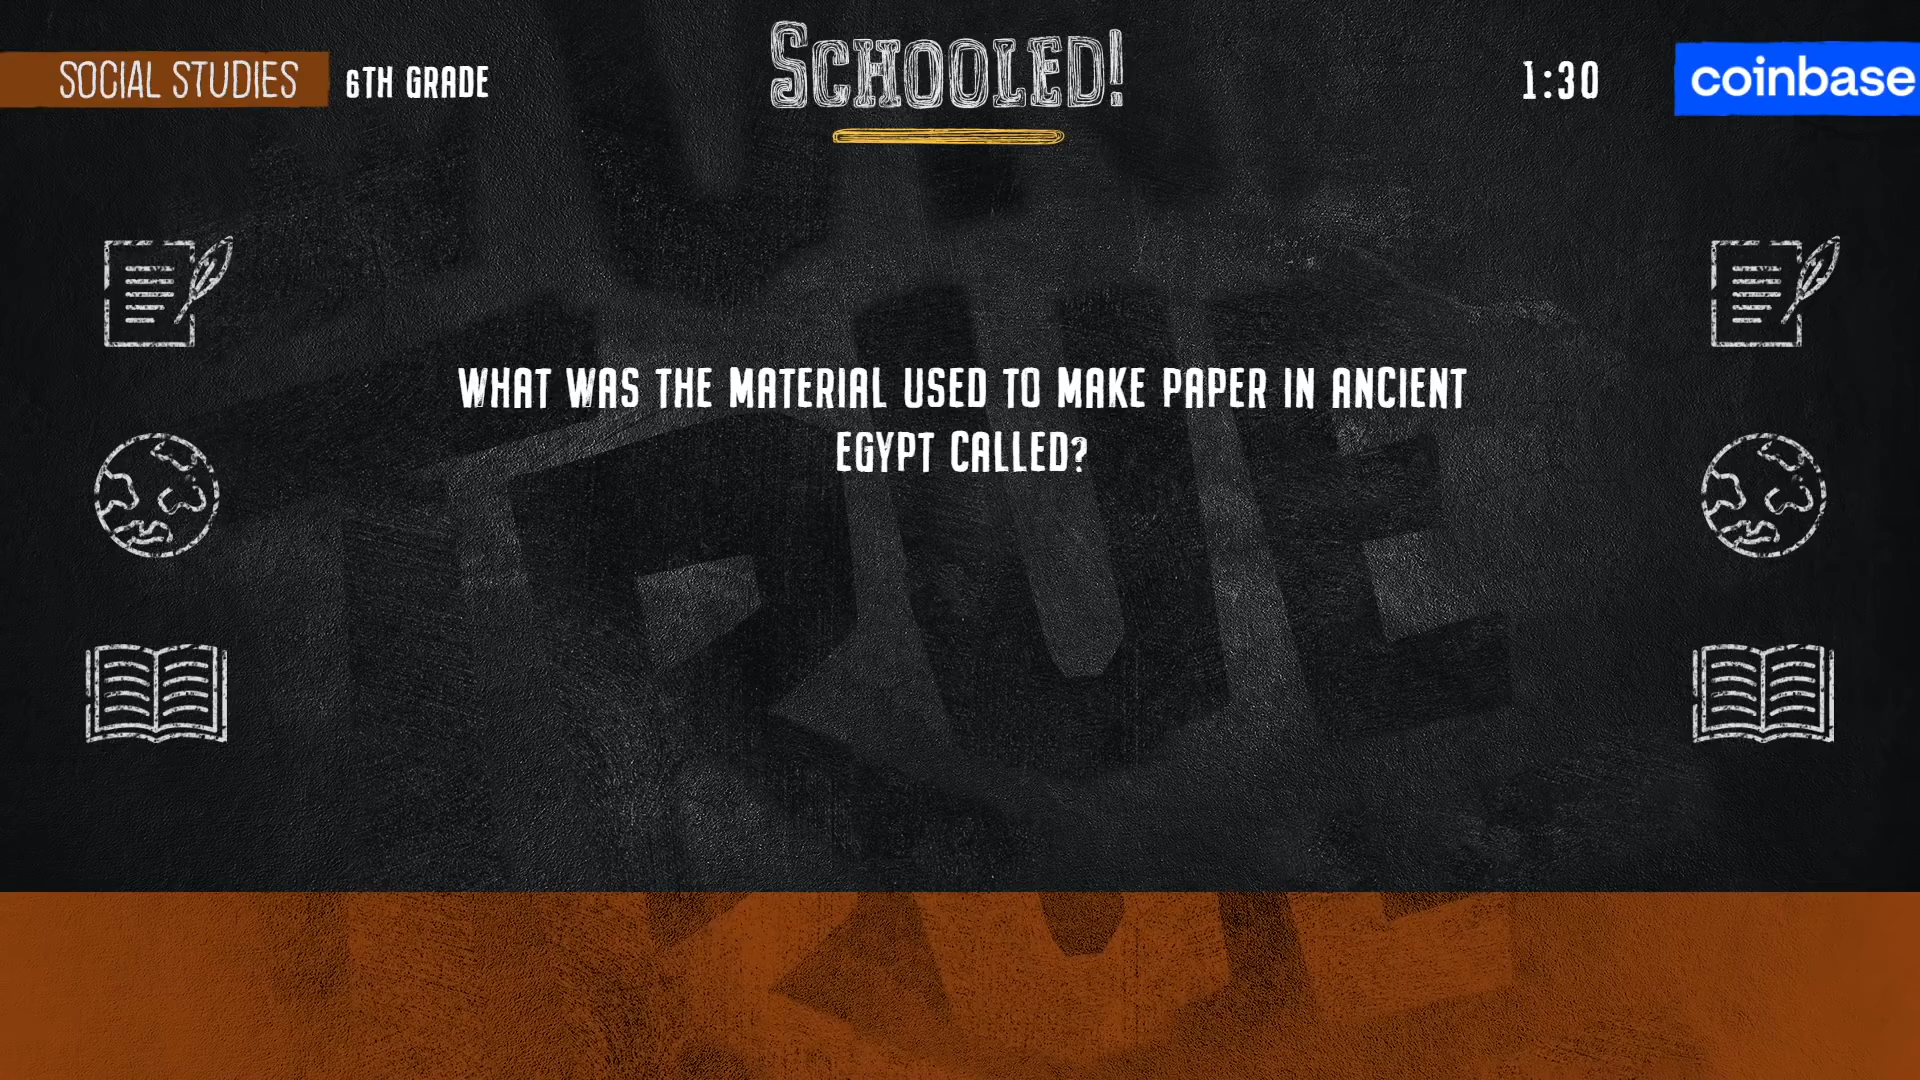 SOCIAL STUDIES 6TH GRADE
SCHOOLED!
1:30
coinbase
WHAT WAS THE MATERIAL USED TO MAKE PAPER IN ANCIENT
EGYPT CALLED?
TRUE